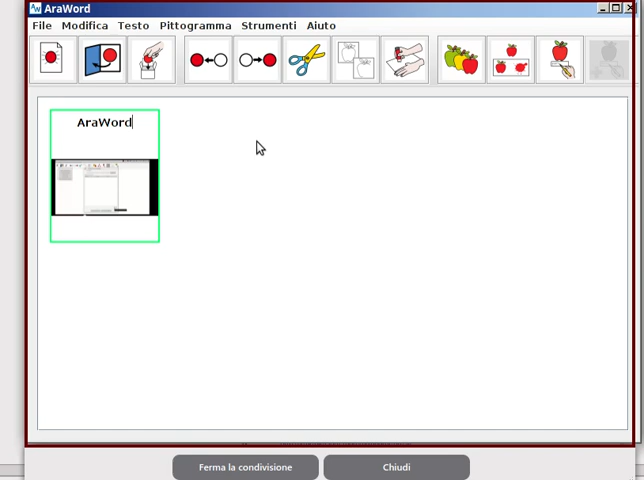 AraWord
File Modifica Testo Pittogramma Strumenti Aiuto
AraWord
Ferma la condivisione Chiudi